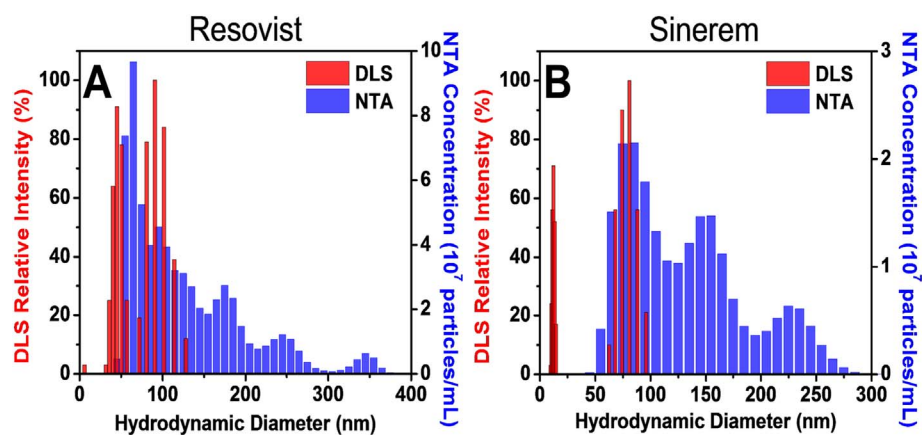 Resovist
A
DLS
NTA
DLS Relative Intensity (%)
100
80
60
40
20
0
NTA Concentration (10⁷ particles/mL)
10
8
6
4
2
0
0 100 200 300 400
Hydrodynamic Diameter (nm)
Sinerem
B
DLS
NTA
DLS Relative Intensity (%)
100
80
60
40
20
0
NTA Concentration (10⁷ particles/mL)
3
2
1
0
0 50 100 150 200 250 300
Hydrodynamic Diameter (nm)